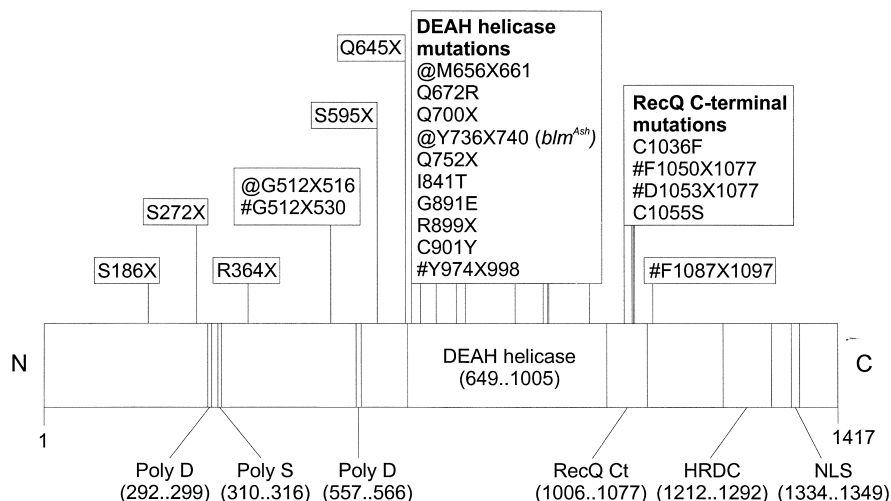 DEAH helicase
mutations
@M656X661
Q672R
Q700X
@Y736X740 (blmAsh)
Q752X
I841T
G891E
R899X
C901Y
#Y974X998
Q645X
S595X
@G512X516
#G512X530
S272X
S186X
R364X
RecQ C-terminal
mutations
C1036F
#F1050X1077
#D1053X1077
C1055S
#F1087X1097
N
DEAH helicase
(649..1005)
C
1
1417
Poly D
(292..299)
Poly S
(310..316)
Poly D
(557..566)
RecQ Ct
(1006..1077)
HRDC
(1212..1292)
NLS
(1334..1349)